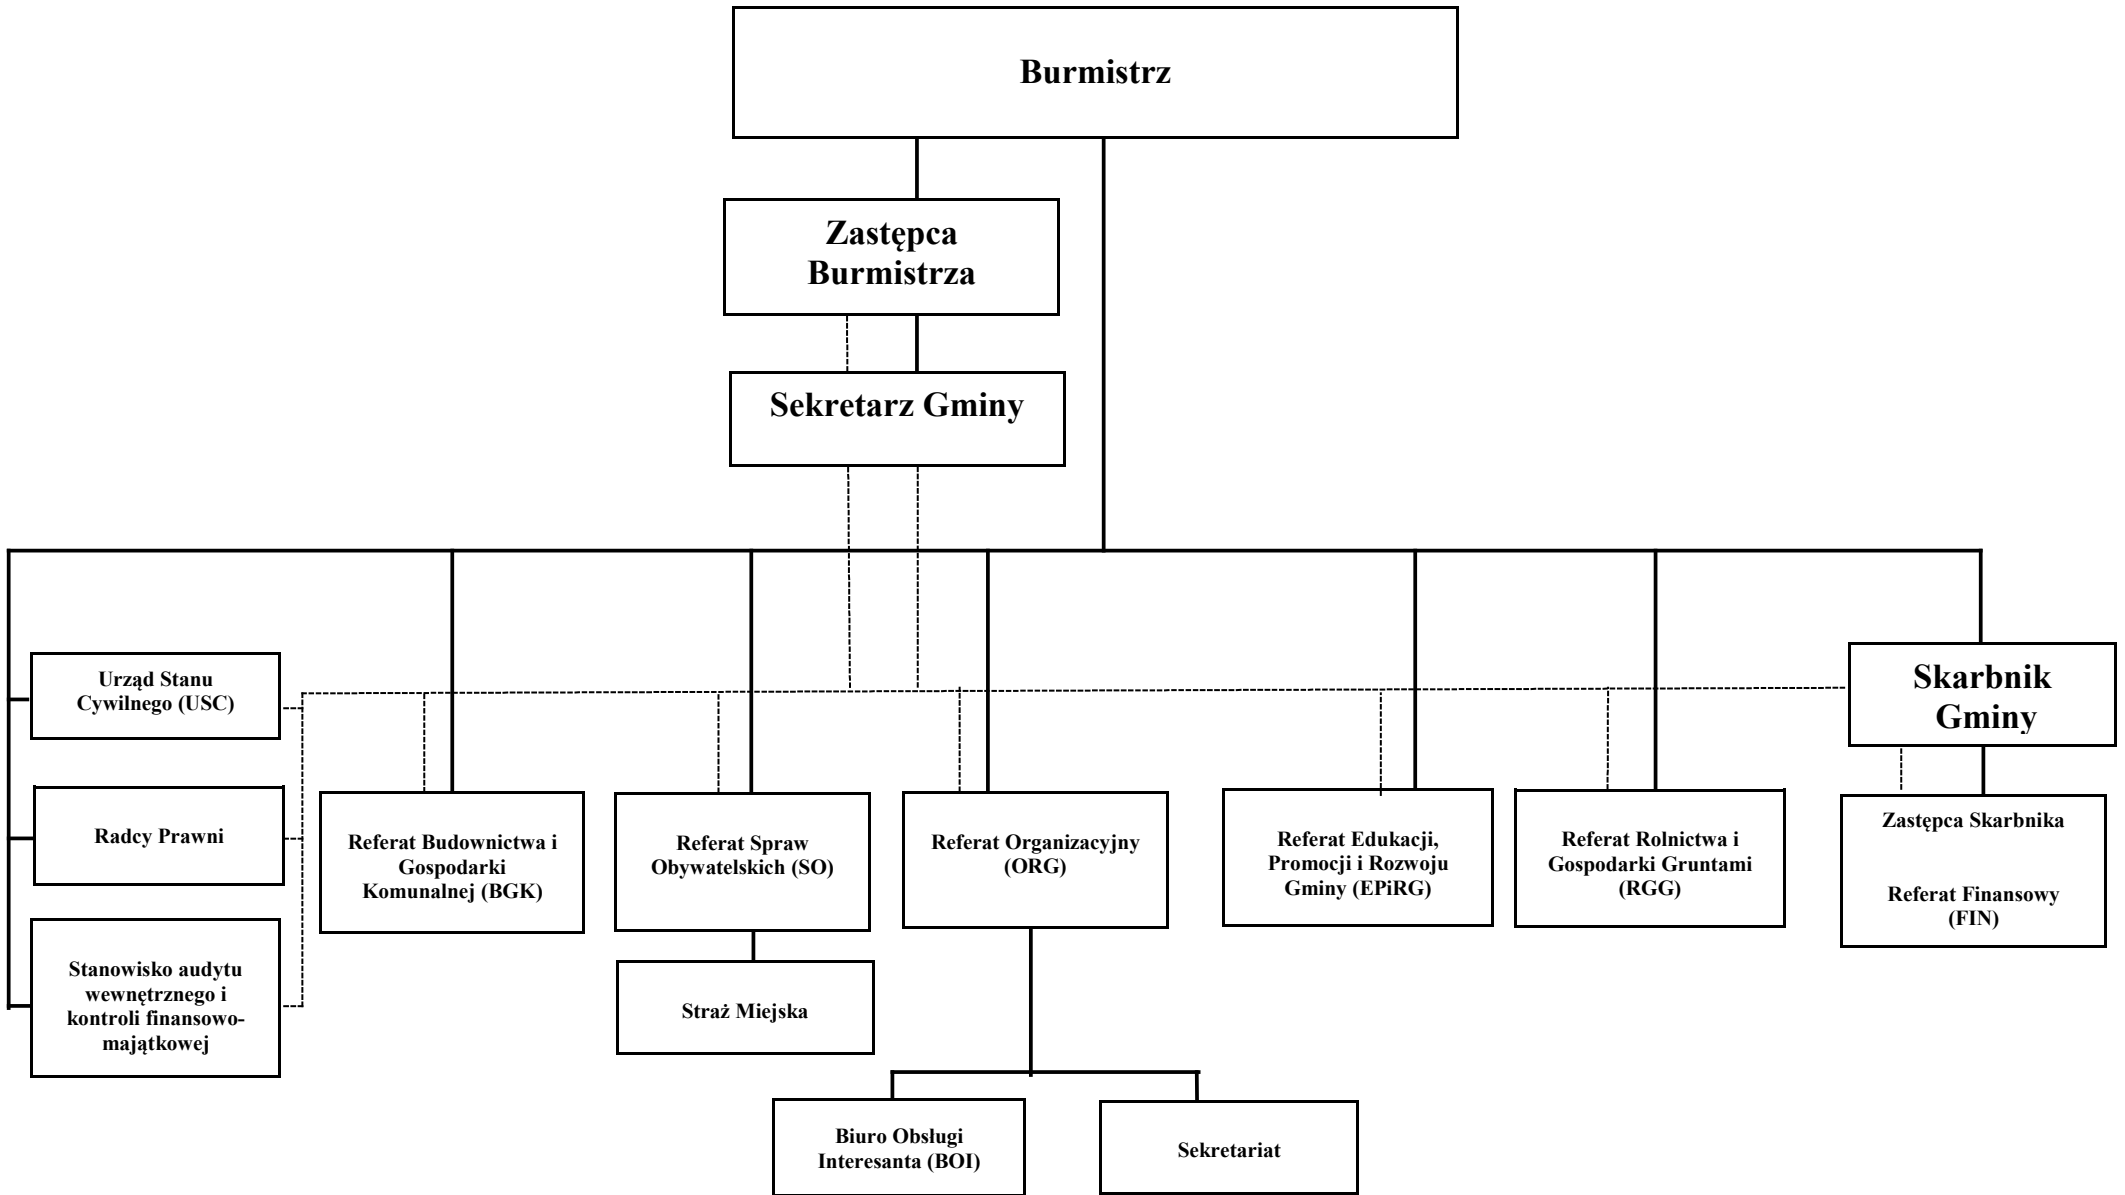 Burmistrz
Zastępca
Burmistrza
Sekretarz Gminy
Urząd Stanu
Cywilnego (USC)
Skarbnik
Gminy
Radcy Prawni
Referat Budownictwa i
Gospodarki
Komunalnej (BGK)
Referat Spraw
Obywatelskich (SO)
Referat Organizacyjny
(ORG)
Referat Edukacji,
Promocji i Rozwoju
Gminy (EPiRG)
Referat Rolnictwa i
Gospodarki Gruntami
(RGG)
Zastępca Skarbnika
Referat Finansowy
(FIN)
Stanowisko audytu
wewnętrznego i
kontroli finansowo-
majątkowej
Straż Miejska
Biuro Obsługi
Interesanta (BOI)
Sekretariat